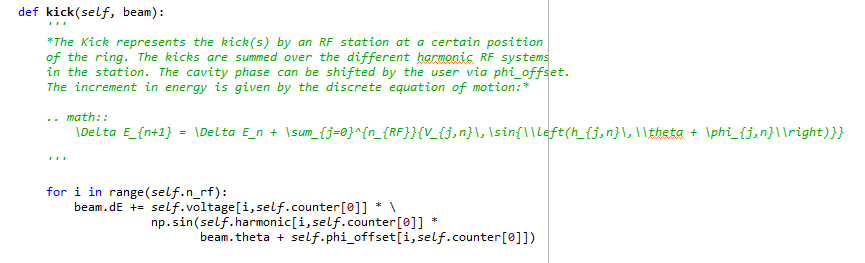 def kick(self, beam):
'''
*The Kick represents the kick(s) by an RF station at a certain position
of the ring. The kicks are summed over the different harmonic RF systems
in the station. The cavity phase can be shifted by the user via phi_offset.
The increment in energy is given by the discrete equation of motion:*
.. math::
\Delta E_{n+1} = \Delta E_n + \sum_{j=0}^{n_{RF}}{V_{j,n}\,\sin{\\left(h_{j,n}\,\\theta + \phi_{j,n}\\right)}}
'''
for i in range(self.n_rf):
beam.dE += self.voltage[i,self.counter[0]] * \
np.sin(self.harmonic[i,self.counter[0]] *
beam.theta + self.phi_offset[i,self.counter[0]])